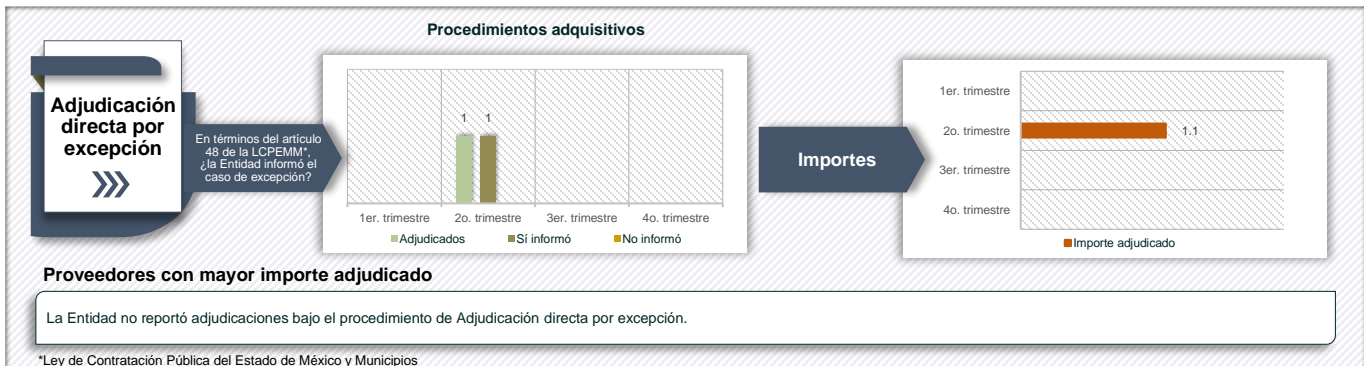 Procedimientos adquisitivos
Adjudicación
directa por
excepción
En términos del artículo
48 de la LCPEMM*,
¿la Entidad informó el
caso de excepción?
1 1
1er. trimestre 2o. trimestre 3er. trimestre 4o. trimestre
Adjudicados Sí informó No informó
Importes
1er. trimestre
2o. trimestre 1.1
3er. trimestre
4o. trimestre
Importe adjudicado
Proveedores con mayor importe adjudicado
La Entidad no reportó adjudicaciones bajo el procedimiento de Adjudicación directa por excepción.
*Ley de Contratación Pública del Estado de México y Municipios